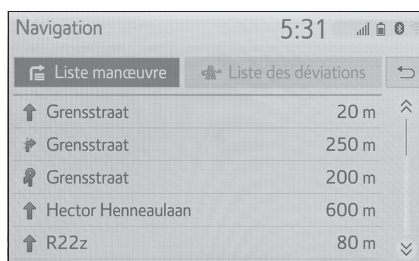 Navigation 5:31
Liste manœuvre Liste des déviations
Grensstraat 20 m
Grensstraat 250 m
Grensstraat 200 m
Hector Henneaulaan 600 m
R22z 80 m